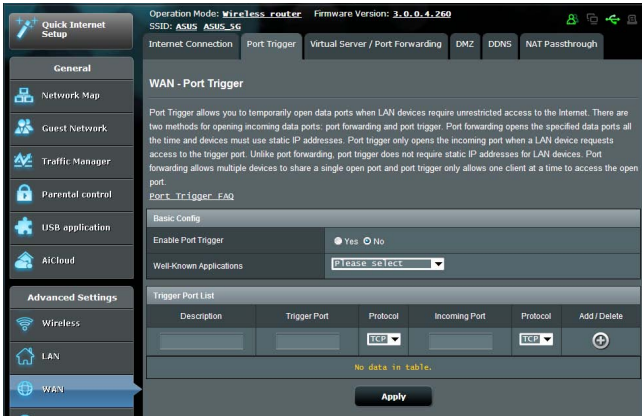 Quick Internet
Setup
Operation Mode: Wireless router Firmware Version: 3.0.0.4.260
SSID: ASUS ASUS_5G
Internet Connection Port Trigger Virtual Server / Port Forwarding DMZ DDNS NAT Passthrough
General
Network Map
Guest Network
Traffic Manager
Parental control
USB application
AiCloud
Advanced Settings
Wireless
LAN
WAN
WAN - Port Trigger
Port Trigger allows you to temporarily open data ports when LAN devices require unrestricted access to the Internet. There are
two methods for opening incoming data ports: port forwarding and port trigger. Port forwarding opens the specified data ports all
the time and devices must use static IP addresses. Port trigger only opens the incoming port when a LAN device requests
access to the trigger port. Unlike port forwarding, port trigger does not require static IP addresses for LAN devices. Port
forwarding allows multiple devices to share a single open port and port trigger only allows one client at a time to access the open
port.
Port Trigger FAQ
Basic Config
Enable Port Trigger Yes No
Well-Known Applications Please select
Trigger Port List
Description Trigger Port Protocol Incoming Port Protocol Add / Delete
TCP TCP
No data in table.
Apply